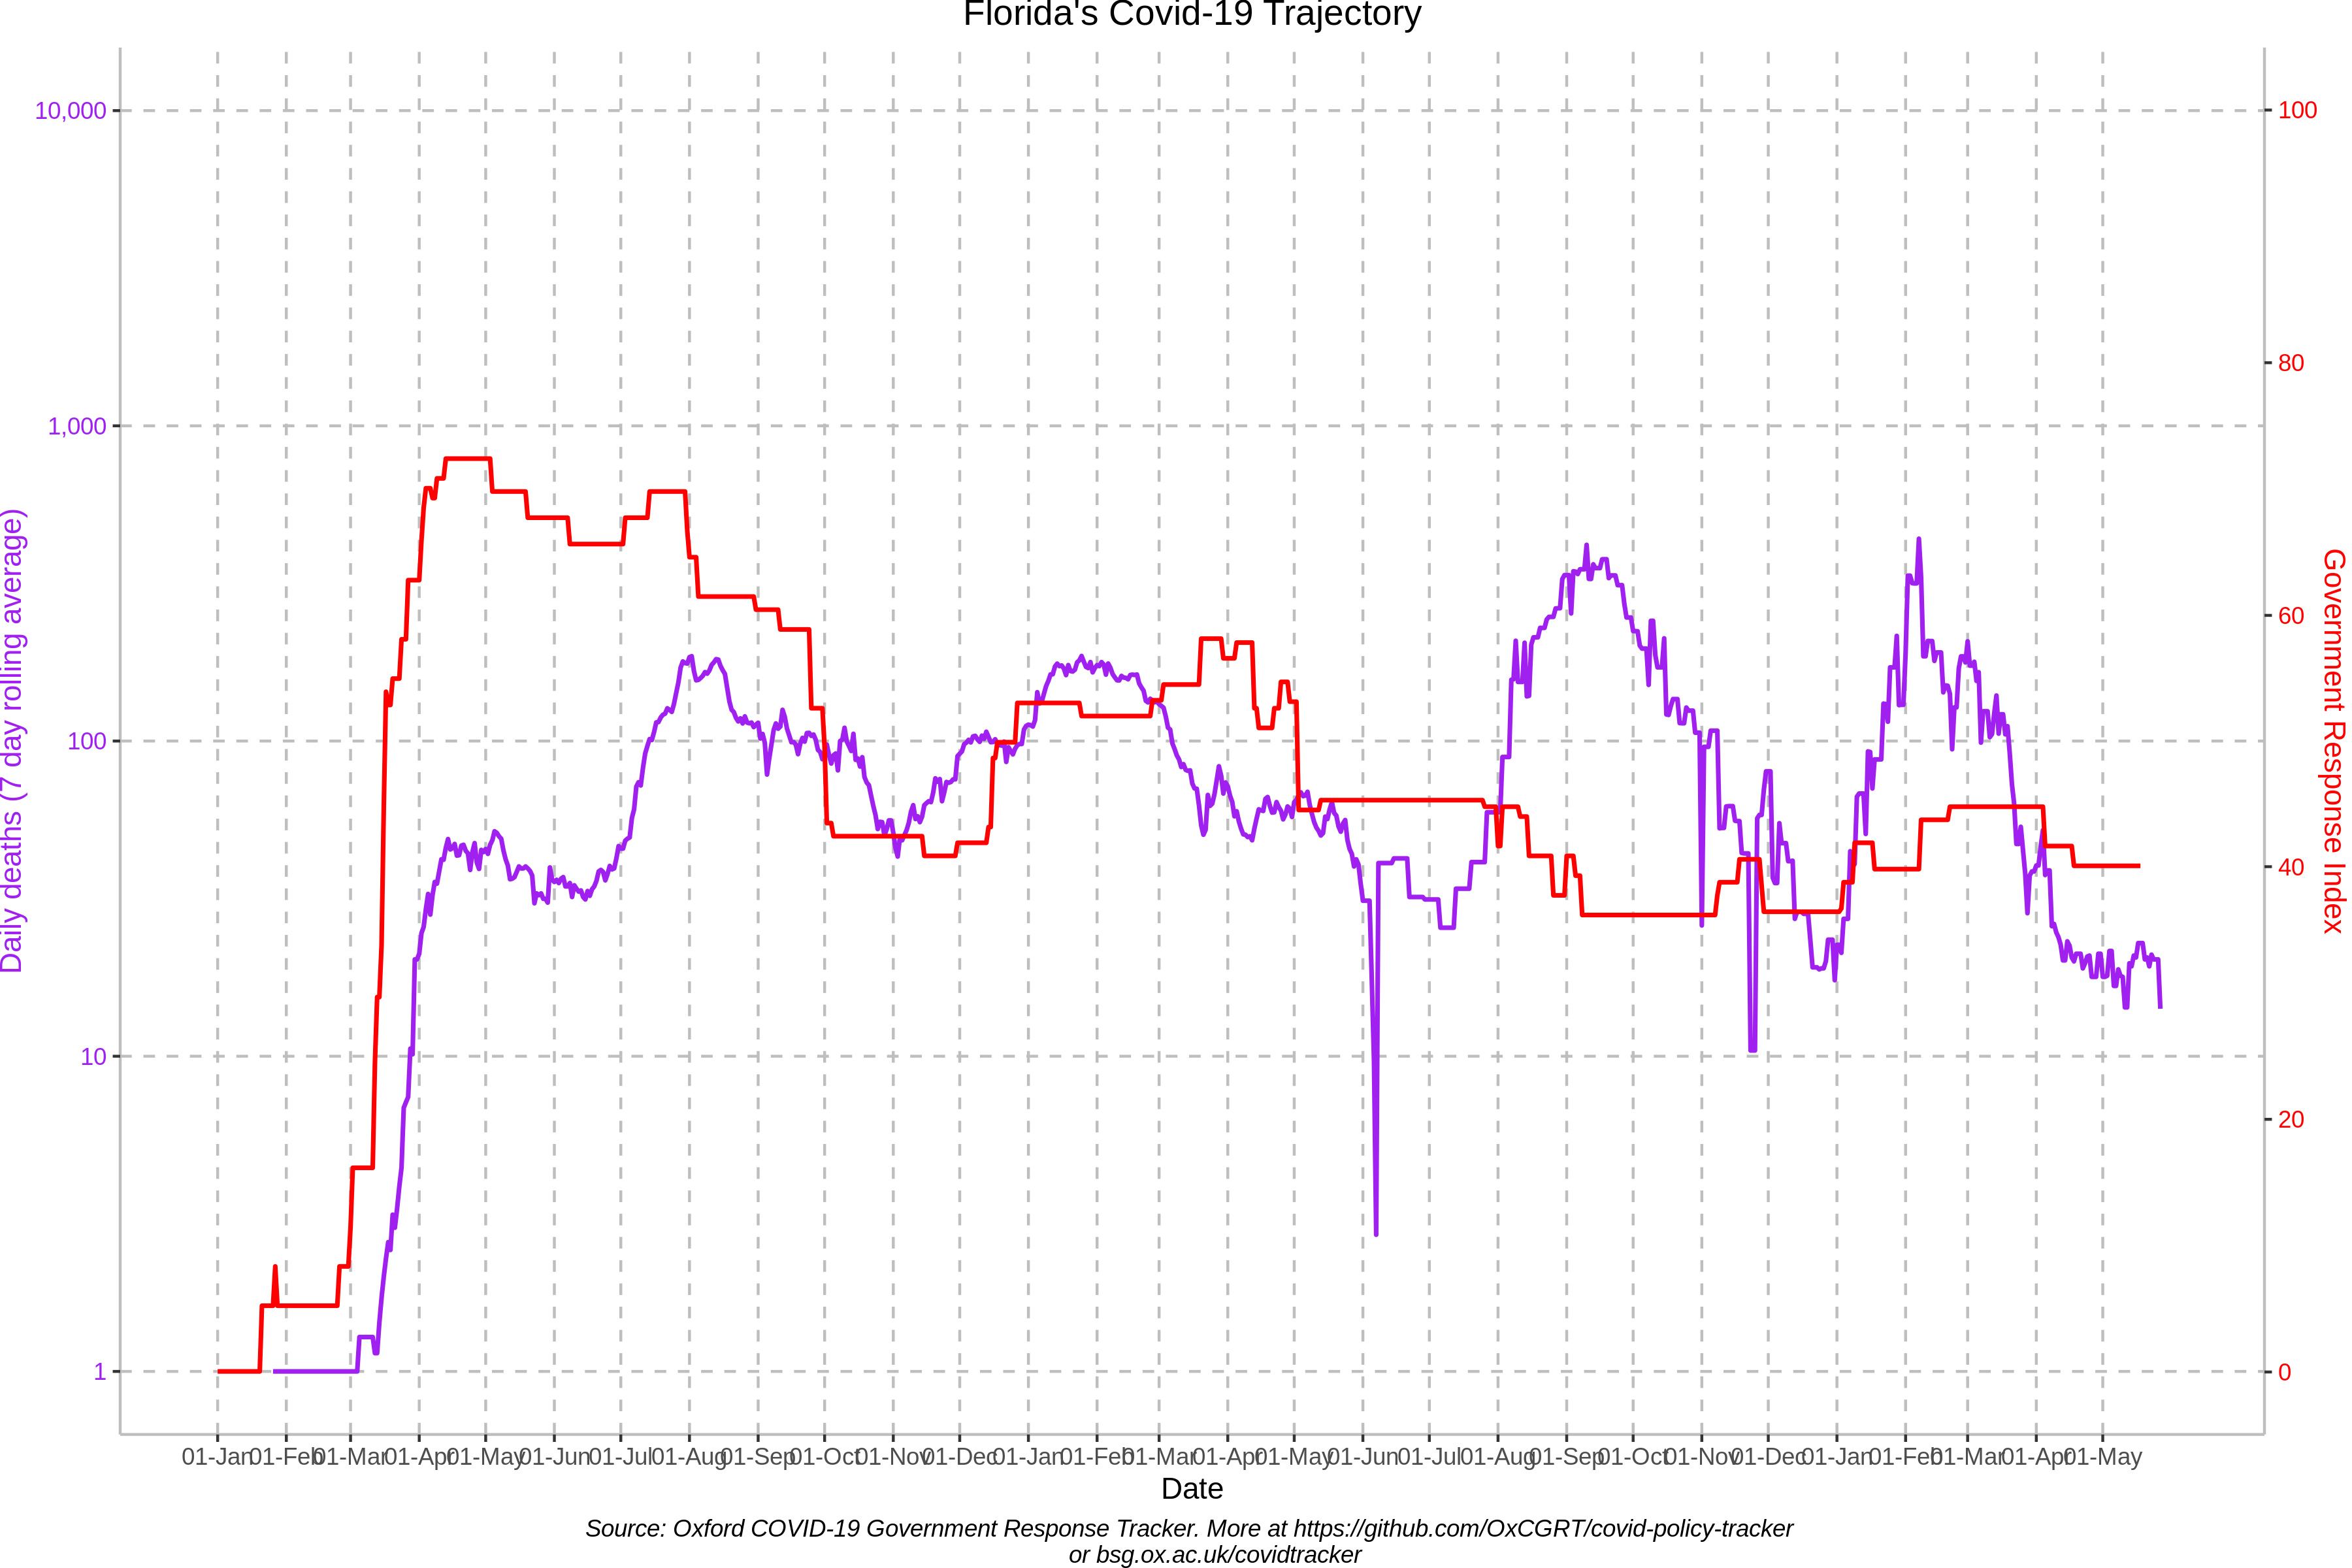 Florida's Covid-19 Trajectory
10,000
1,000
100
10
1
Daily deaths (7 day rolling average)
100
80
60
40
20
0
Government Response Index
01-Jan 01-Feb 01-Mar 01-Apr 01-May 01-Jun 01-Jul 01-Aug 01-Sep 01-Oct 01-Nov 01-Dec 01-Jan 01-Feb 01-Mar 01-Apr 01-May 01-Jun 01-Jul 01-Aug 01-Sep 01-Oct 01-Nov 01-Dec 01-Jan 01-Feb 01-Mar 01-Apr 01-May
Date
Source: Oxford COVID-19 Government Response Tracker. More at https://github.com/OxCGRT/covid-policy-tracker
or bsg.ox.ac.uk/covidtracker